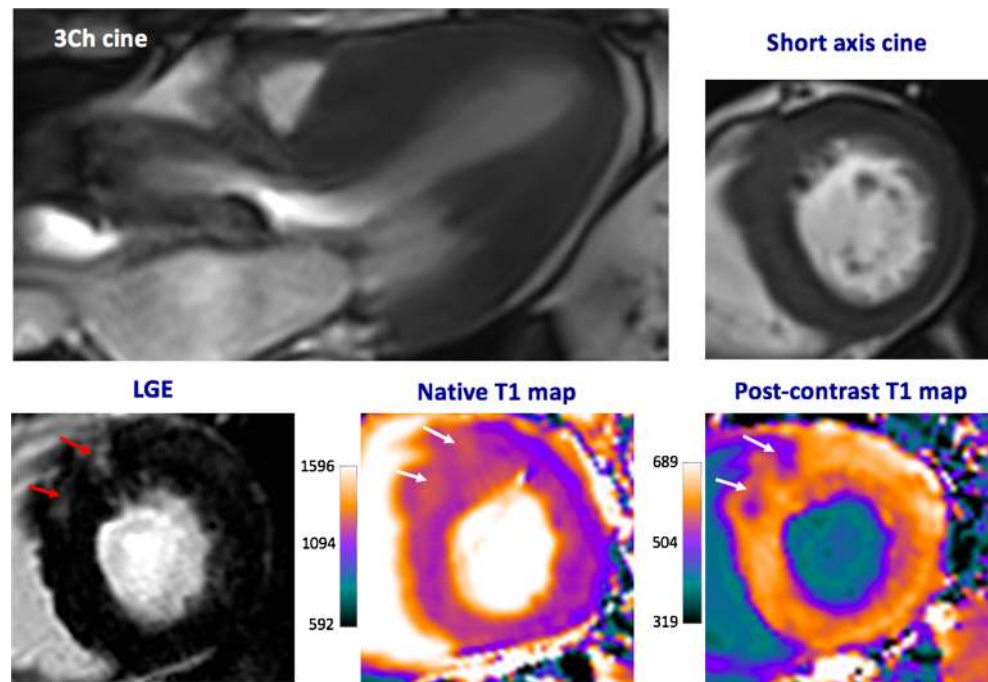 3Ch cine
Short axis cine
LGE
Native T1 map
Post-contrast T1 map
1596
1094
592
689
504
319